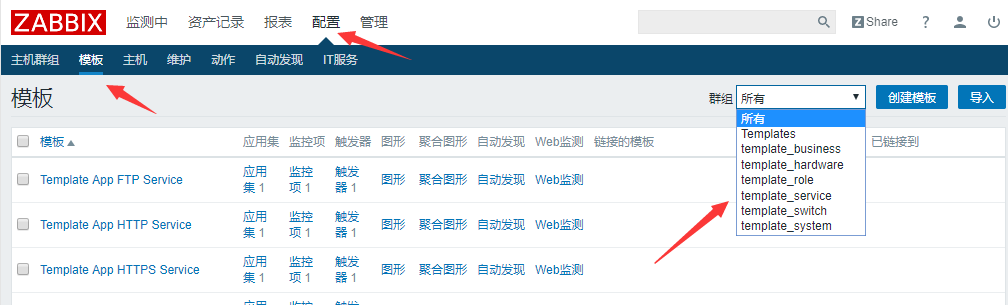 ZABBIX 监测中 资产记录 报表 配置 管理 Z Share ?
主机群组 模板 主机 维护 动作 自动发现 IT服务
模板 群组 所有 创建模板 导入
所有
Templates
template_business
template_hardware
template_role
template_service
template_switch
template_system
模板 应用集 监控项 触发器 图形 聚合图形 自动发现 Web监测 链接的模板 已链接到
Template App FTP Service 应用集 1 监控项 1 触发器 1 图形 聚合图形 自动发现 Web监测
Template App HTTP Service 应用集 1 监控项 1 触发器 1 图形 聚合图形 自动发现 Web监测
Template App HTTPS Service 应用集 1 监控项 1 触发器 1 图形 聚合图形 自动发现 Web监测